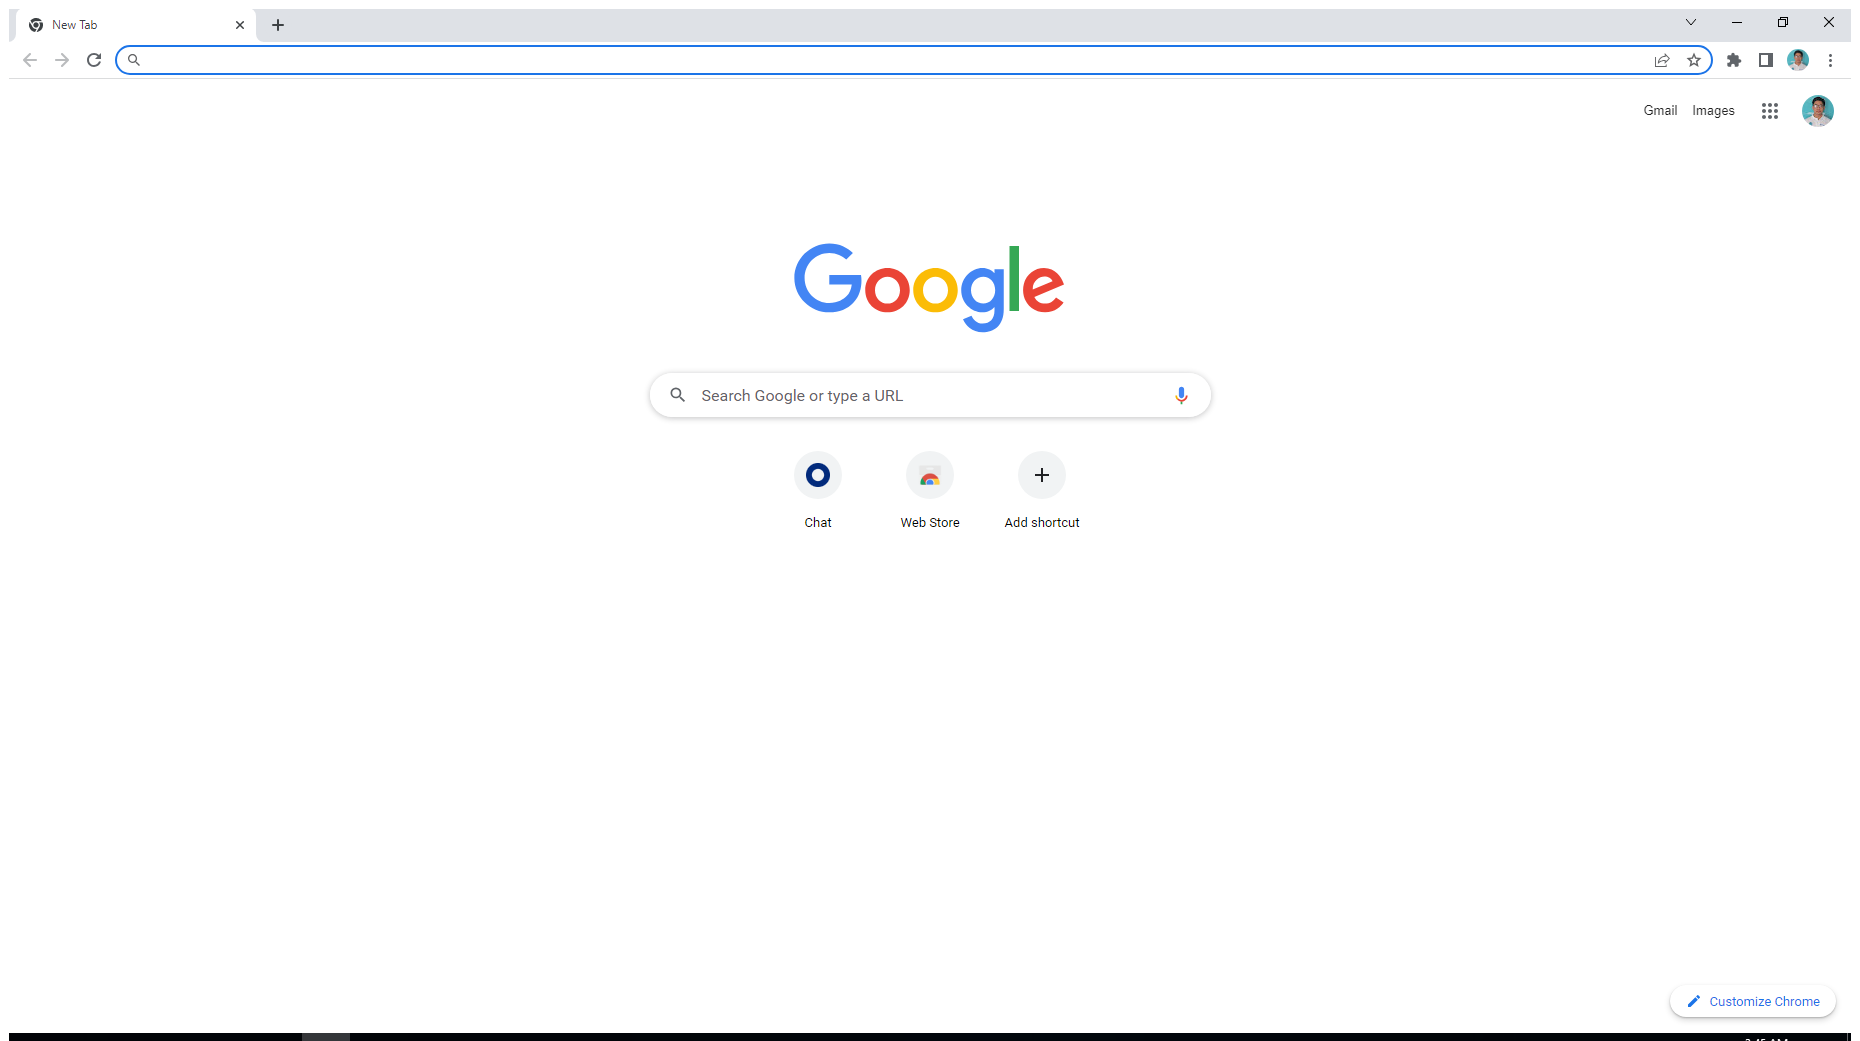 New Tab
Gmail Images
Google
Search Google or type a URL
Chat Web Store Add shortcut
Customize Chrome